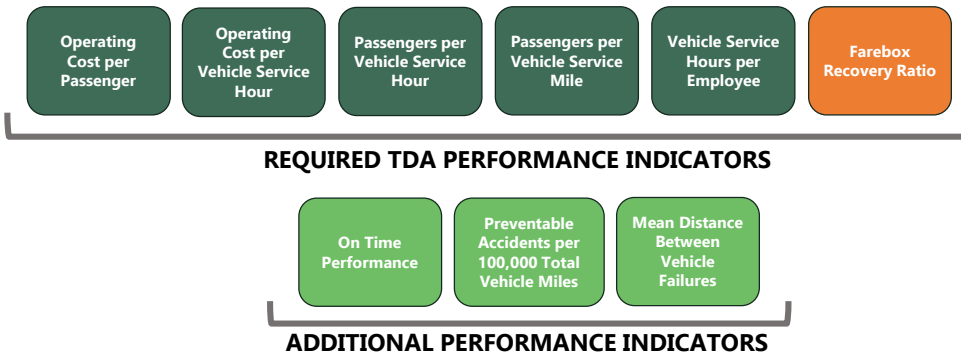 Operating
Cost per
Passenger
Operating
Cost per
Vehicle Service
Hour
Passengers per
Vehicle Service
Hour
Passengers per
Vehicle Service
Mile
Vehicle Service
Hours per
Employee
Farebox
Recovery Ratio
REQUIRED TDA PERFORMANCE INDICATORS
On Time
Performance
Preventable
Accidents per
100,000 Total
Vehicle Miles
Mean Distance
Between
Vehicle
Failures
ADDITIONAL PERFORMANCE INDICATORS